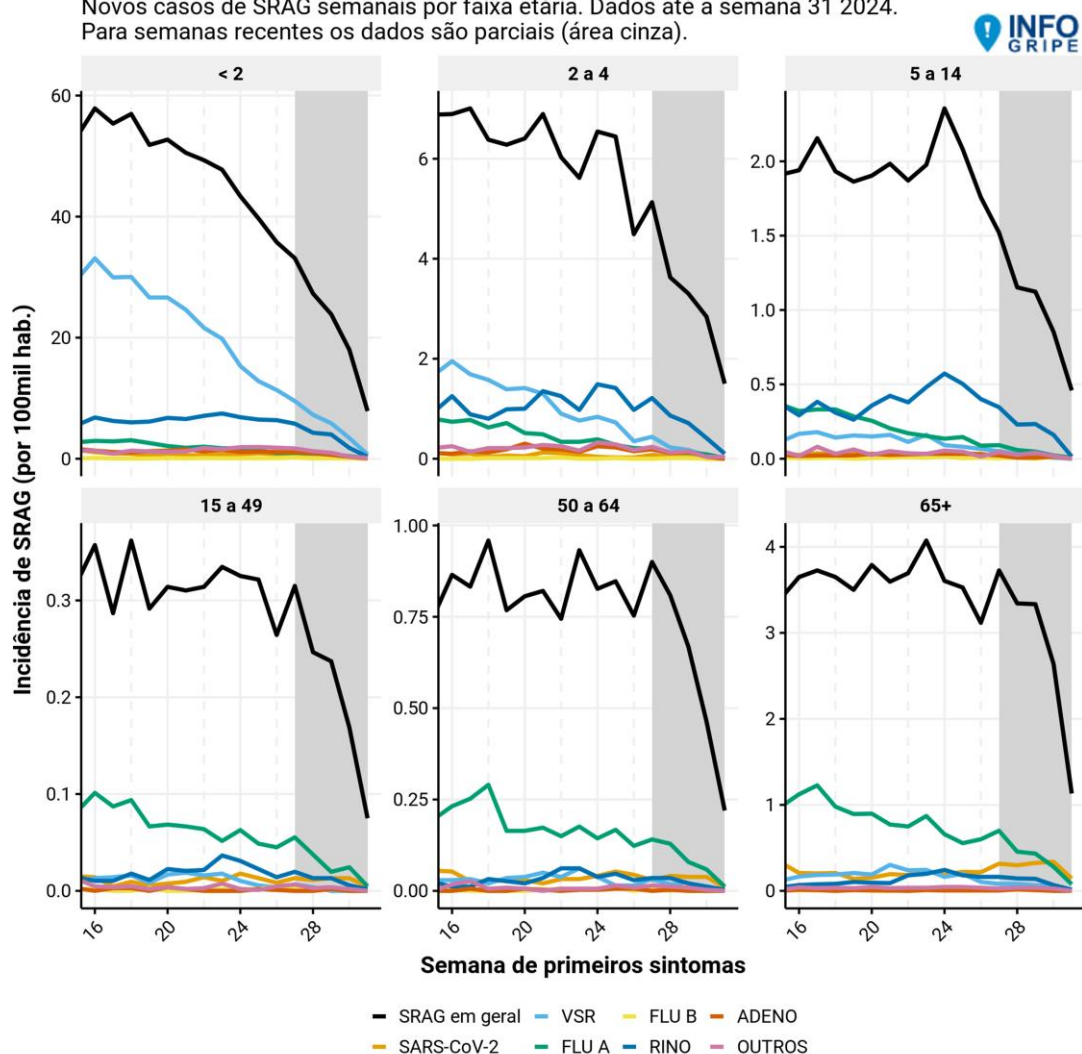 Novos casos de SRAG semanais por faixa etária. Dados até a semana 31 2024.
Para semanas recentes os dados são parciais (área cinza).
INFO
GRIPE
< 2
2 a 4
5 a 14
60
40
20
0
6
4
2
0
2.0
1.5
1.0
0.5
0.0
Incidência de SRAG (por 100mil hab.)
15 a 49
50 a 64
65+
0.3
0.2
0.1
0.0
1.00
0.75
0.50
0.25
0.00
4
3
2
1
0
16 20 24 28
16 20 24 28
16 20 24 28
Semana de primeiros sintomas
SRAG em geral VSR FLU B ADENO
SARS-CoV-2 FLU A RINO OUTROS